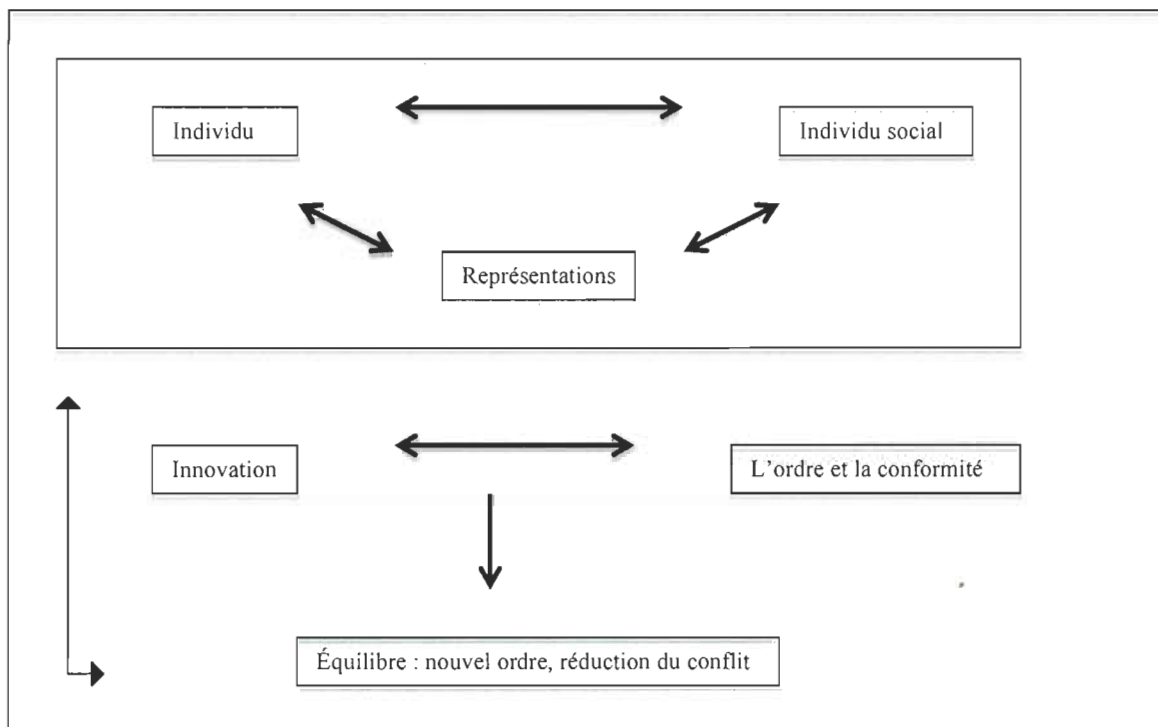 Individu
Individu social
Représentations
Innovation
L'ordre et la conformité
Équilibre : nouvel ordre, réduction du conflit